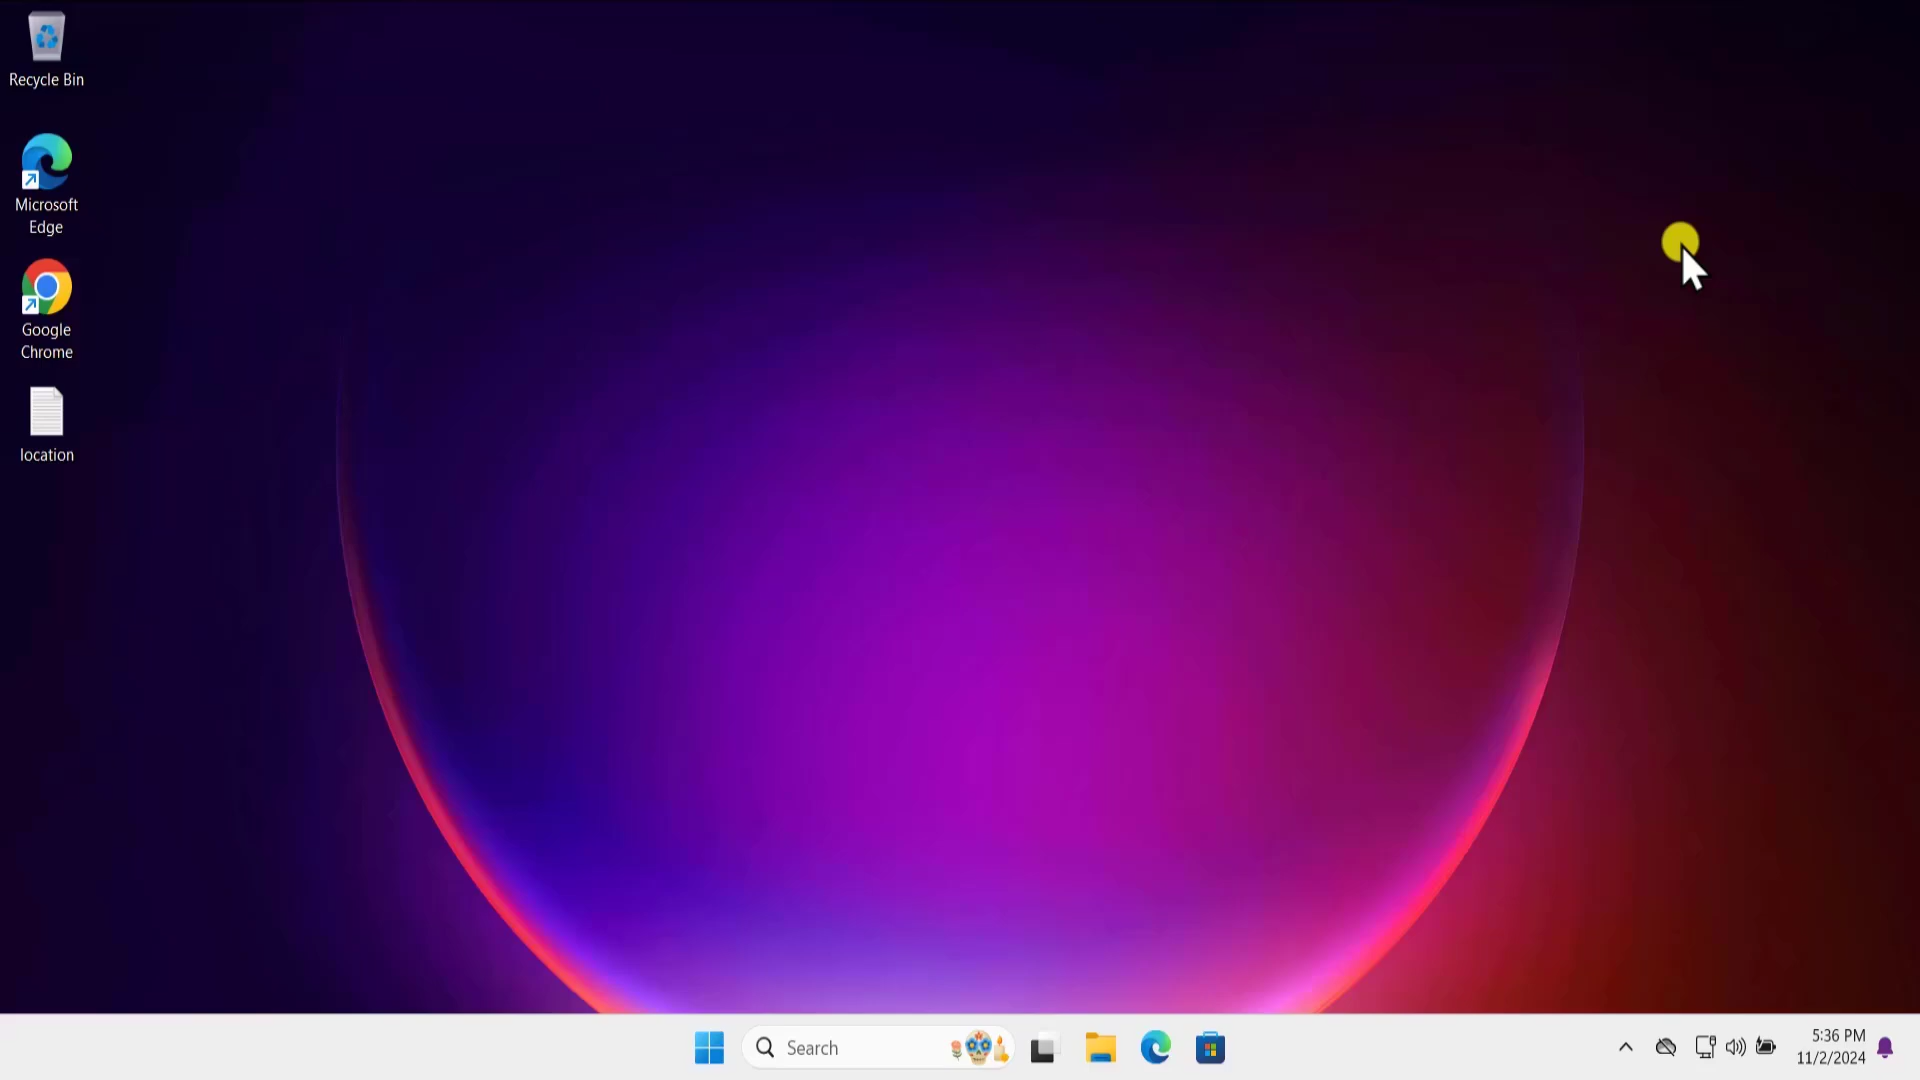 Recycle Bin
Microsoft
Edge
Google
Chrome
location
Search
5:36 PM
11/2/2024